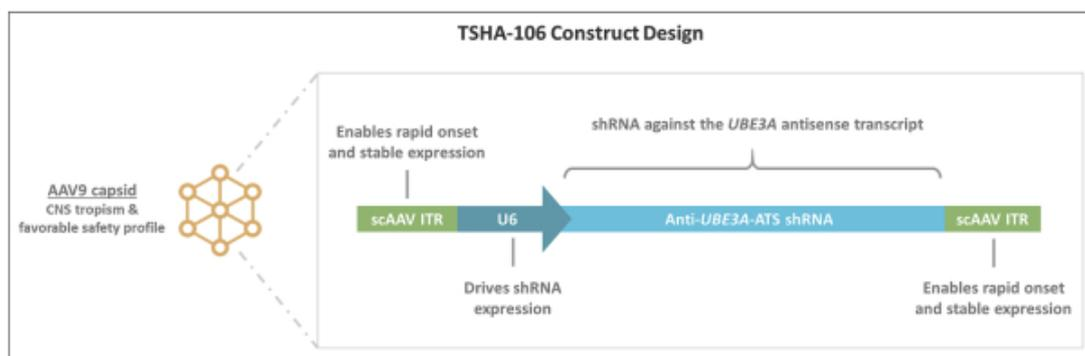 TSHA-106 Construct Design
shRNA against the UBE3A antisense transcript
Enables rapid onset
and stable expression
AAV9 capsid
CNS tropism &
favorable safety profile
scAAV ITR
U6
Anti-UBE3A-ATS shRNA
scAAV ITR
Drives shRNA
expression
Enables rapid onset
and stable expression